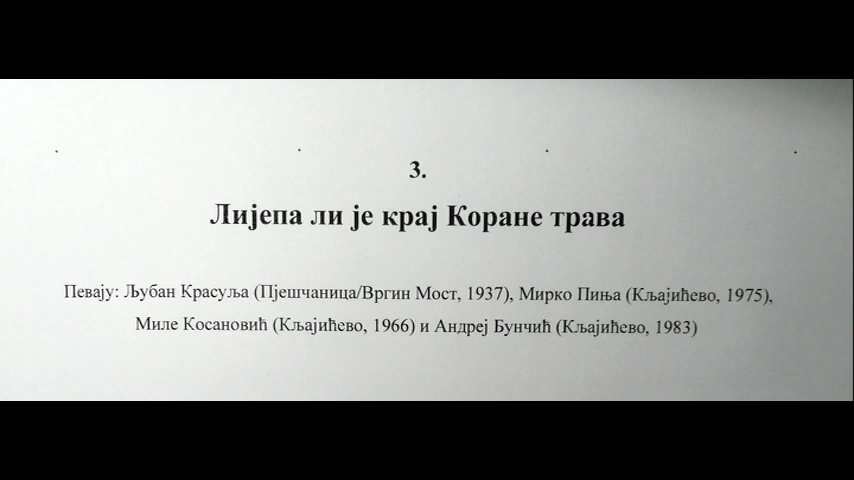 3.
Лијепа ли је крај Коране трава
Певају: Љубан Красуља (Пјешчаница/Вргин Мост, 1937), Мирко Пиња (Кљајићево, 1975),
Миле Косановић (Кљајићево, 1966) и Андреј Бунчић (Кљајићево, 1983)